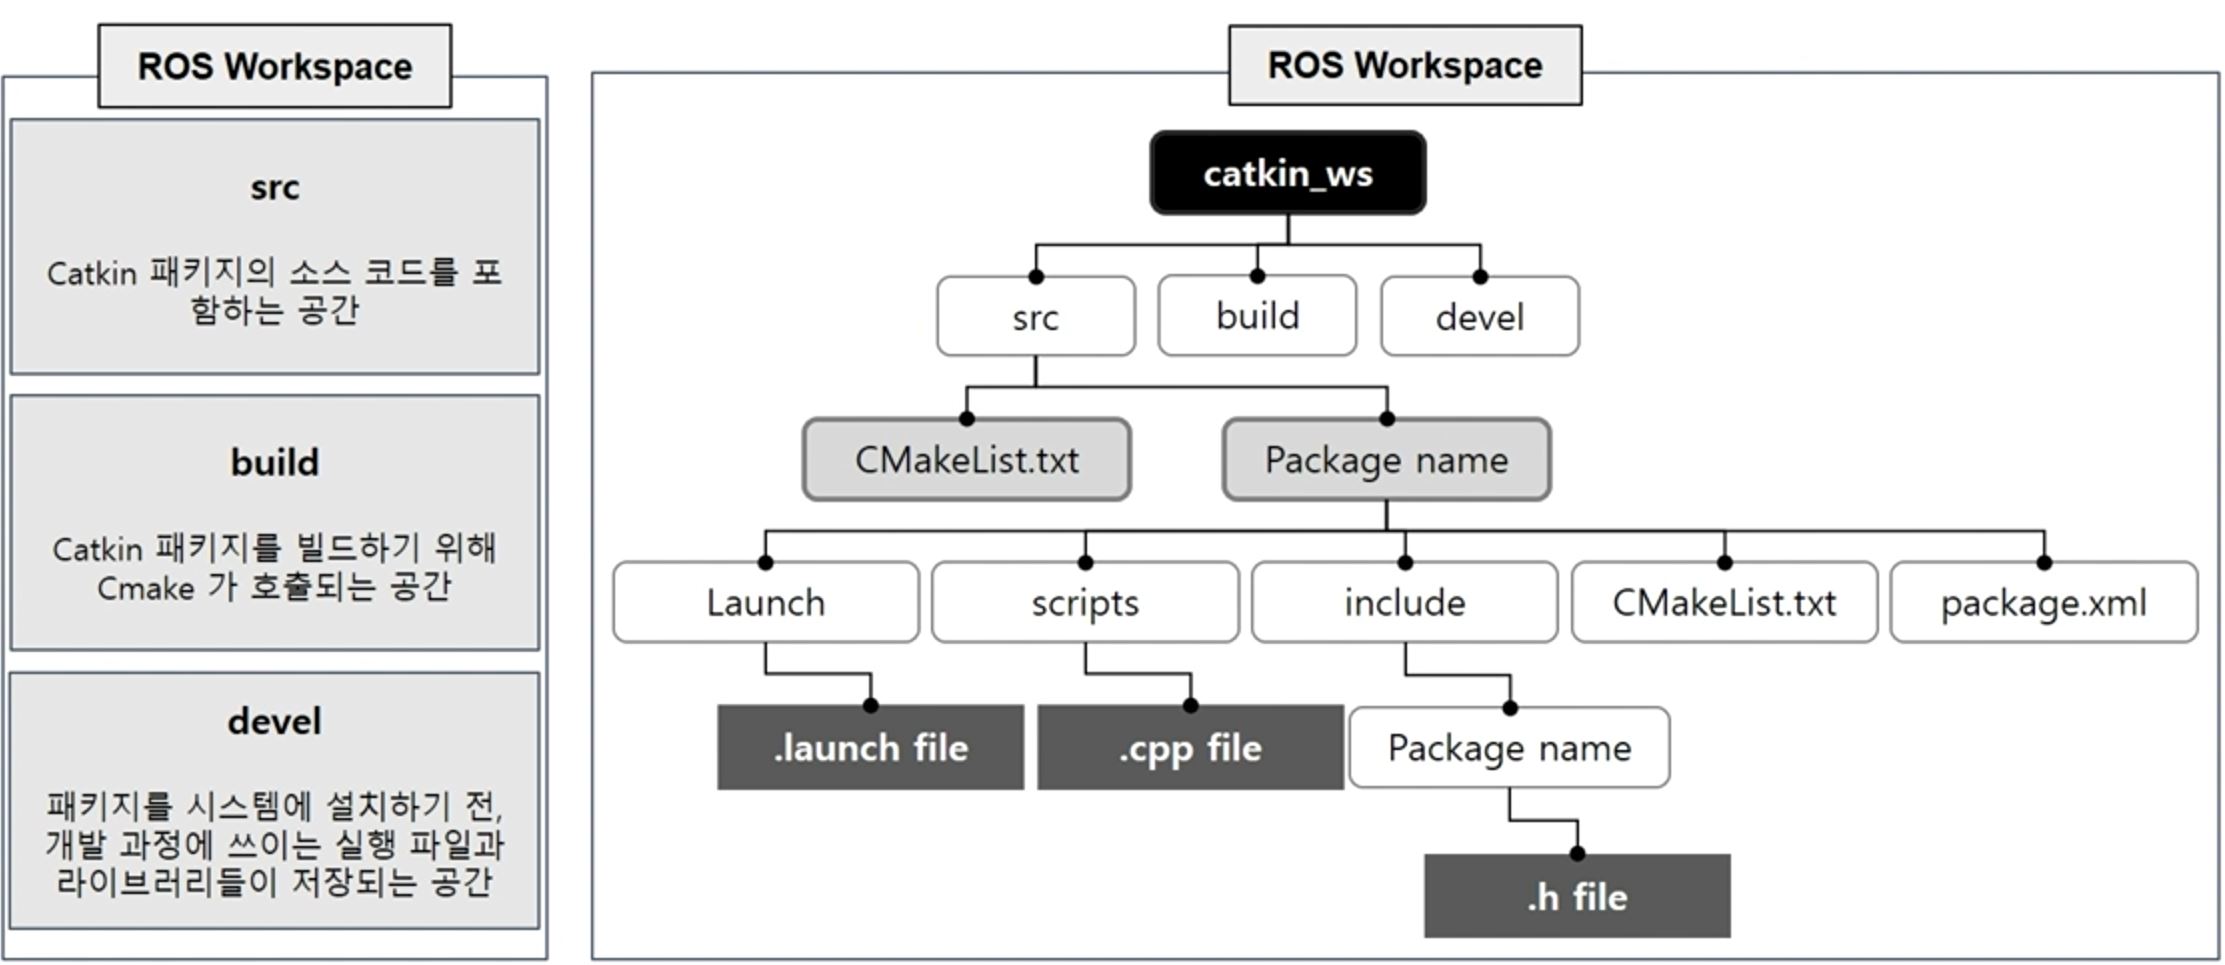 ROS Workspace
src
Catkin 패키지의 소스 코드를 포
함하는 공간
build
Catkin 패키지를 빌드하기 위해
Cmake 가 호출되는 공간
devel
패키지를 시스템에 설치하기 전,
개발 과정에 쓰이는 실행 파일과
라이브러리들이 저장되는 공간
ROS Workspace
catkin_ws
src
build
devel
CMakeList.txt
Package name
Launch
scripts
include
CMakeList.txt
package.xml
.launch file
.cpp file
Package name
.h file